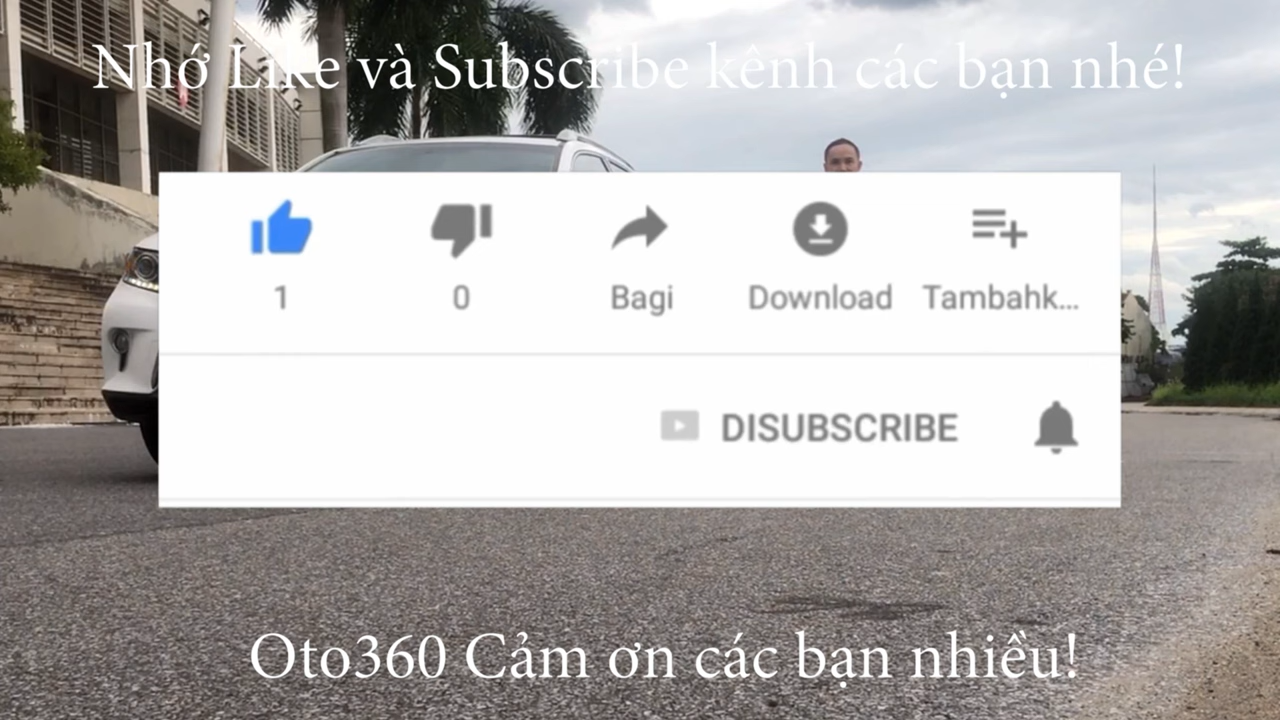 Nhớ Like và Subscribe kênh các bạn nhé!
1 0 Bagi Download Tambahk...
DISUBSCRIBE
Oto360 Cảm ơn các bạn nhiều!